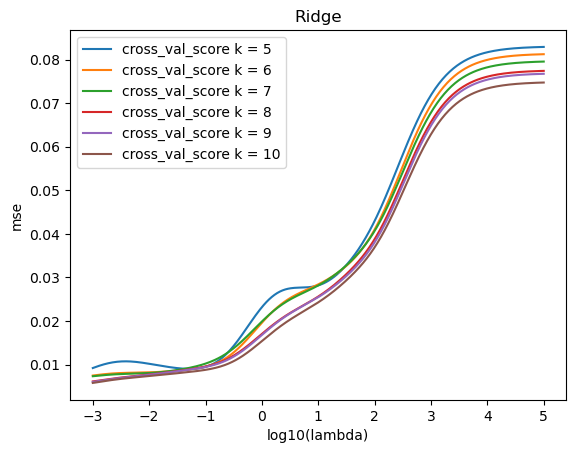 Ridge
cross_val_score k = 5
cross_val_score k = 6
cross_val_score k = 7
cross_val_score k = 8
cross_val_score k = 9
cross_val_score k = 10
mse
0.08
0.07
0.06
0.05
0.04
0.03
0.02
0.01
−3 −2 −1 0 1 2 3 4 5
log10(lambda)